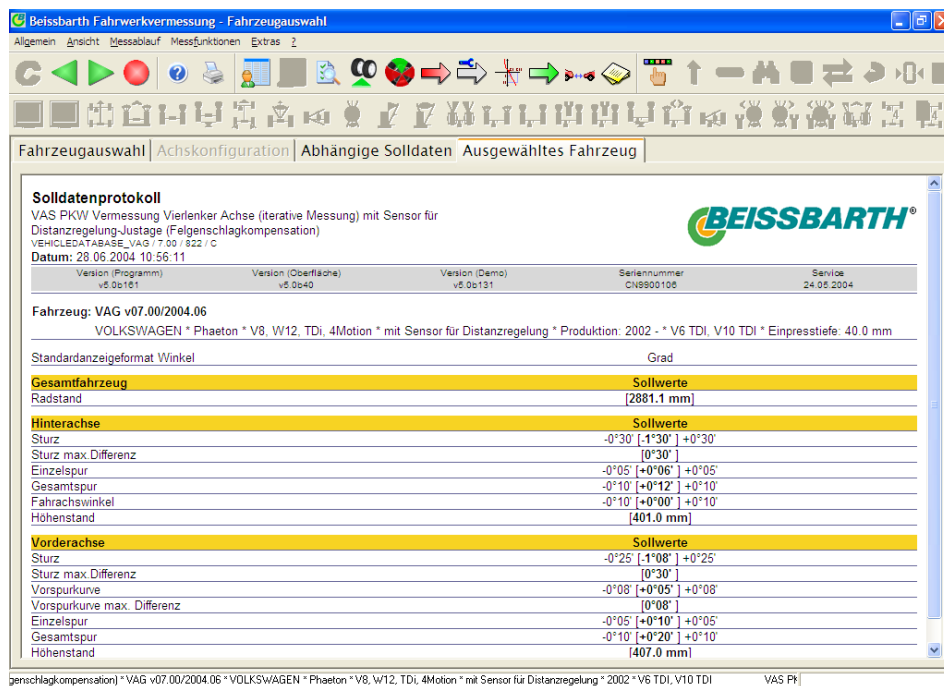 Beissbarth Fahrwerkvermessung - Fahrzeugauswahl
Allgemein Ansicht Messablauf Messfunktionen Extras ?
Fahrzeugauswahl Achskonfiguration Abhängige Solldaten Ausgewähltes Fahrzeug
Solldatenprotokoll
VAS PKW Vermessung Vierlenker Achse (iterative Messung) mit Sensor für
Distanzregelung-Justage (Felgenschlagkompensation)
VEHICLEDATABASE_VAG / 7.00 / 822 / C
Datum: 28.06.2004 10:56:11
BEISSBARTH®
Version (Programm) Version (Oberfläche) Version (Demo) Seriennummer Service
v5.0b161 v5.0b40 v5.0b131 CN9900106 24.05.2004
Fahrzeug: VAG v07.00/2004.06
VOLKSWAGEN * Phaeton * V8, W12, TDi, 4Motion * mit Sensor für Distanzregelung * Produktion: 2002 - * V6 TDI, V10 TDI * Einpresstiefe: 40.0 mm
Standardanzeigeformat Winkel Grad
Gesamtfahrzeug Sollwerte
Radstand [2881.1 mm]
Hinterachse Sollwerte
Sturz -0°30' [-1°30' ] +0°30'
Sturz max.Differenz [0°30' ]
Einzelspur -0°05' [+0°06' ] +0°05'
Gesamtspur -0°10' [+0°12' ] +0°10'
Fahrachswinkel -0°10' [+0°00' ] +0°10'
Höhenstand [401.0 mm]
Vorderachse Sollwerte
Sturz -0°25' [-1°08' ] +0°25'
Sturz max.Differenz [0°30' ]
Vorspurkurve -0°08' [+0°05' ] +0°08'
Vorspurkurve max. Differenz [0°08' ]
Einzelspur -0°05' [+0°10' ] +0°05'
Gesamtspur -0°10' [+0°20' ] +0°10'
Höhenstand [407.0 mm]
genschlagkompensation) * VAG v07.00/2004.06 * VOLKSWAGEN * Phaeton * V8, W12, TDi, 4Motion * mit Sensor für Distanzregelung * 2002 * V6 TDI, V10 TDI VAS PK